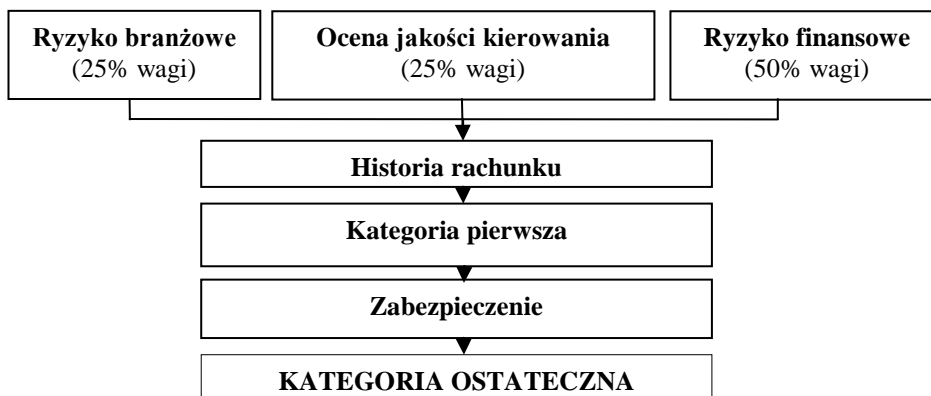 Ryzyko branżowe
(25% wagi)
Ocena jakości kierowania
(25% wagi)
Ryzyko finansowe
(50% wagi)
Historia rachunku
Kategoria pierwsza
Zabezpieczenie
KATEGORIA OSTATECZNA